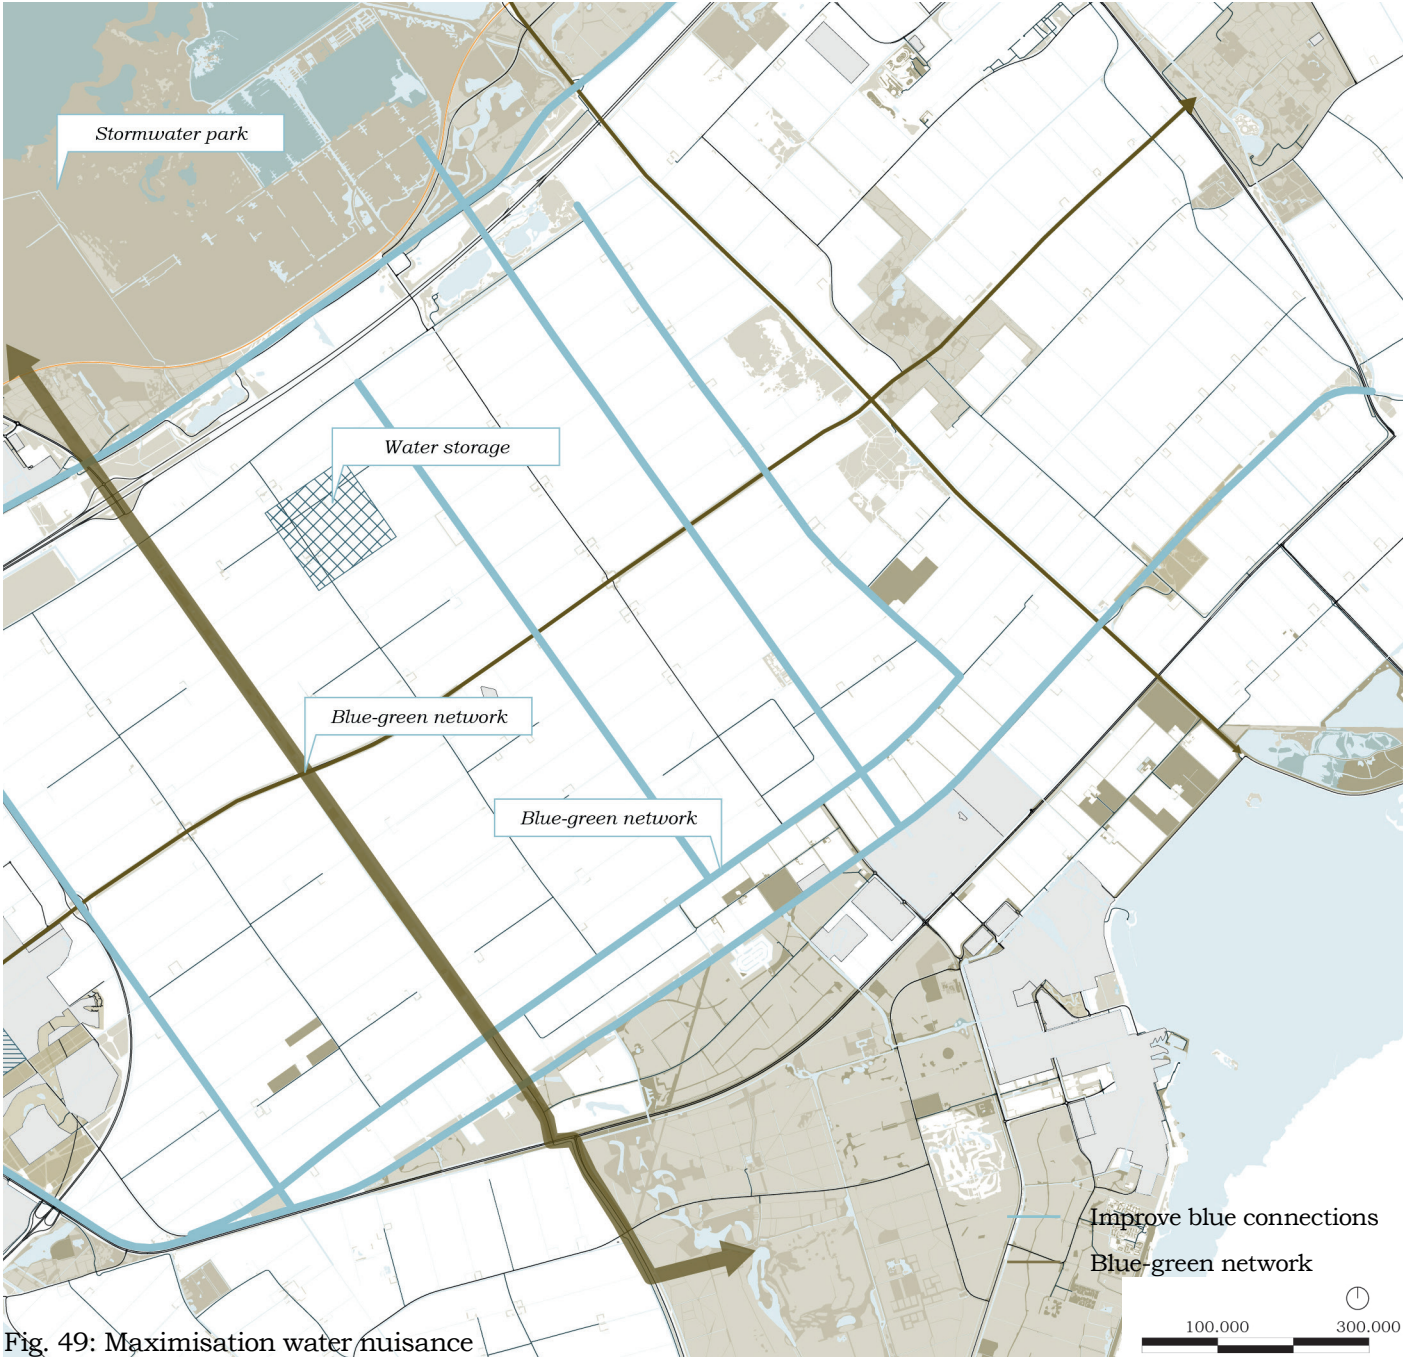 Stormwater park
Water storage
Blue-green network
Blue-green network
Improve blue connections
Blue-green network
100.000 300.000
Fig. 49: Maximisation water nuisance